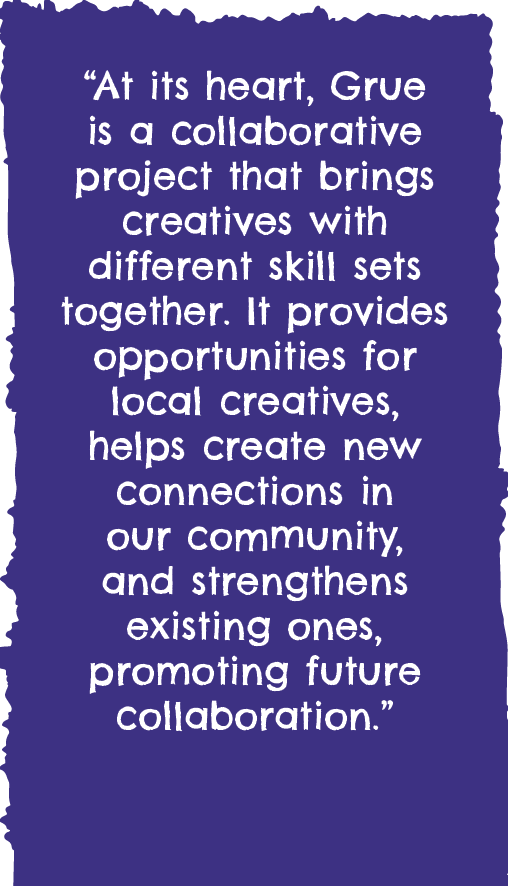 “At its heart, Grue
is a collaborative
project that brings
creatives with
different skill sets
together. It provides
opportunities for
local creatives,
helps create new
connections in
our community,
and strengthens
existing ones,
promoting future
collaboration.”